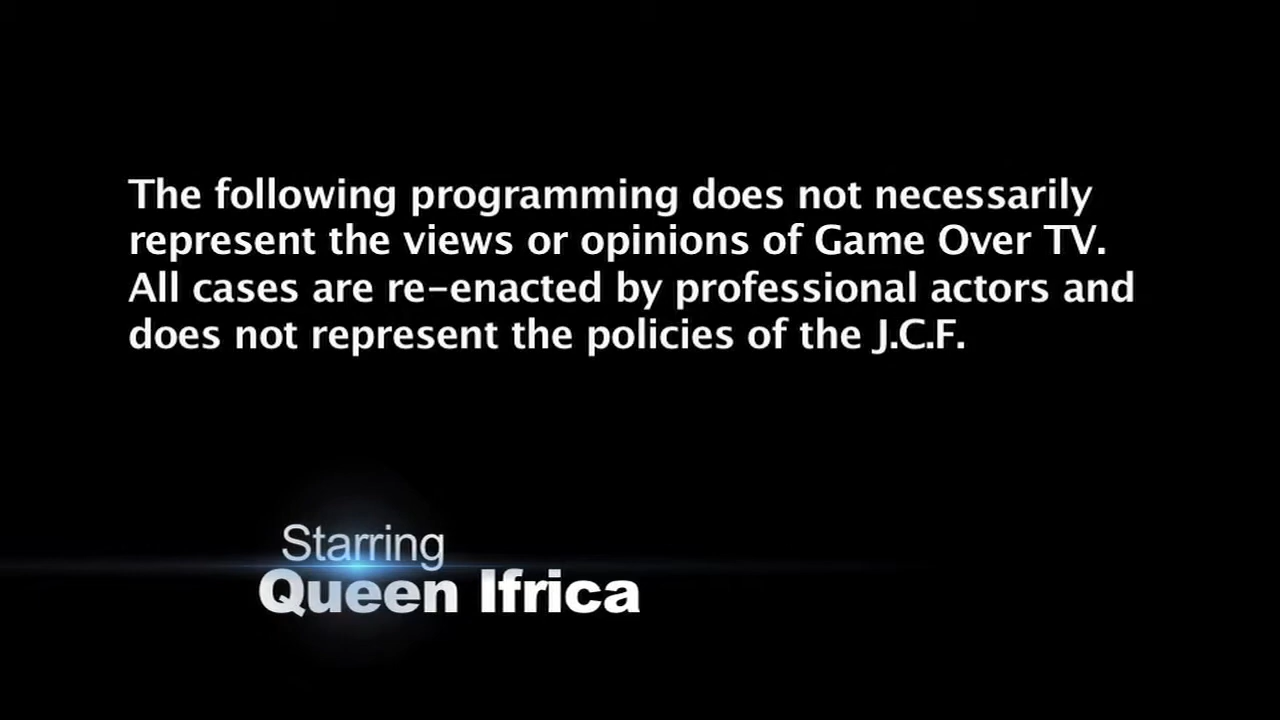 The following programming does not necessarily
represent the views or opinions of Game Over TV.
All cases are re-enacted by professional actors and
does not represent the policies of the J.C.F.
Starring
Queen Ifrica